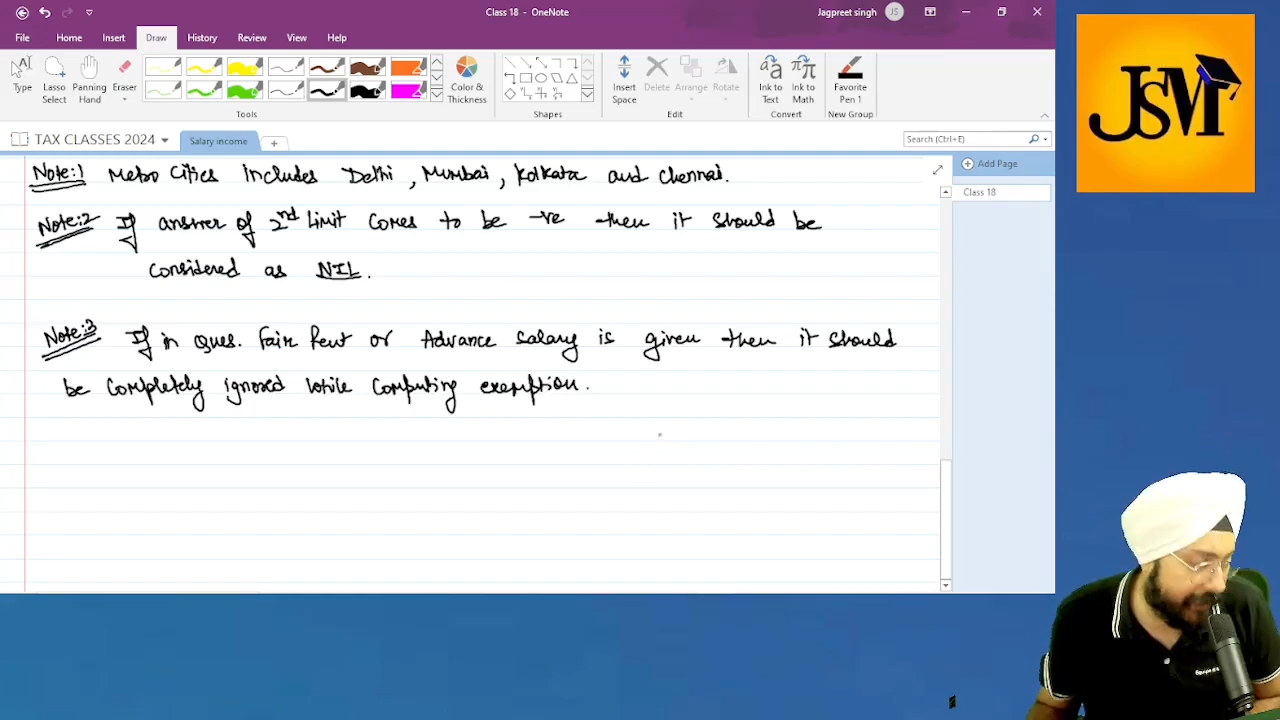 Class 18 - OneNote
Jagpreet singh JS
File Home Insert Draw History Review View Help
Type Lasso Select Panning Hand Eraser Color & Thickness Insert Space Delete Arrange Rotate Ink to Text Ink to Math Favorite Pen 1
Tools Shapes Edit Convert New Group
TAX CLASSES 2024 Salary income + Search (Ctrl+E)
Add Page
Class 18
JSM
Note:1 Metro Cities includes Delhi, Mumbai, Kolkata and Chennai.
Note:2 If answer of 2nd limit Comes to be -ve then it should be
Considered as NIL.
Note:3 If in Ques. Fair Rent or Advance salary is given then it should
be Completely ignored while Computing exemption.